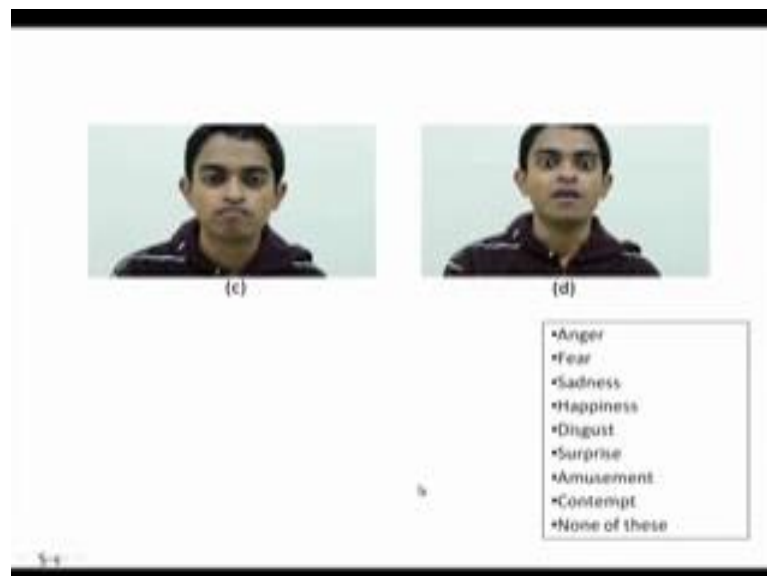 (c)
(d)
•Anger
•Fear
•Sadness
•Happiness
•Disgust
•Surprise
•Amusement
•Contempt
•None of these